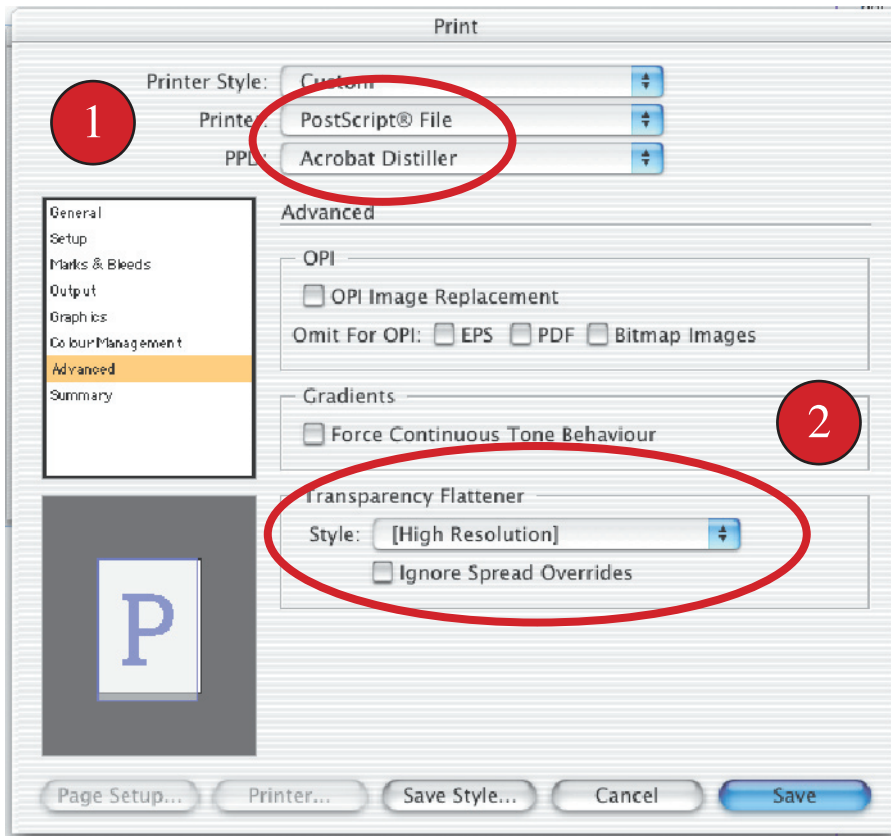 Print
Printer Style: Custom
1
Printer: PostScript® File
PPD: Acrobat Distiller
General
Setup
Marks & Bleeds
Output
Graphics
Colour Management
Advanced
Summary
Advanced
OPI
OPI Image Replacement
Omit For OPI: EPS PDF Bitmap Images
Gradients
Force Continuous Tone Behaviour
2
Transparency Flattener
Style: [High Resolution]
Ignore Spread Overrides
P
Page Setup... Printer... Save Style... Cancel Save